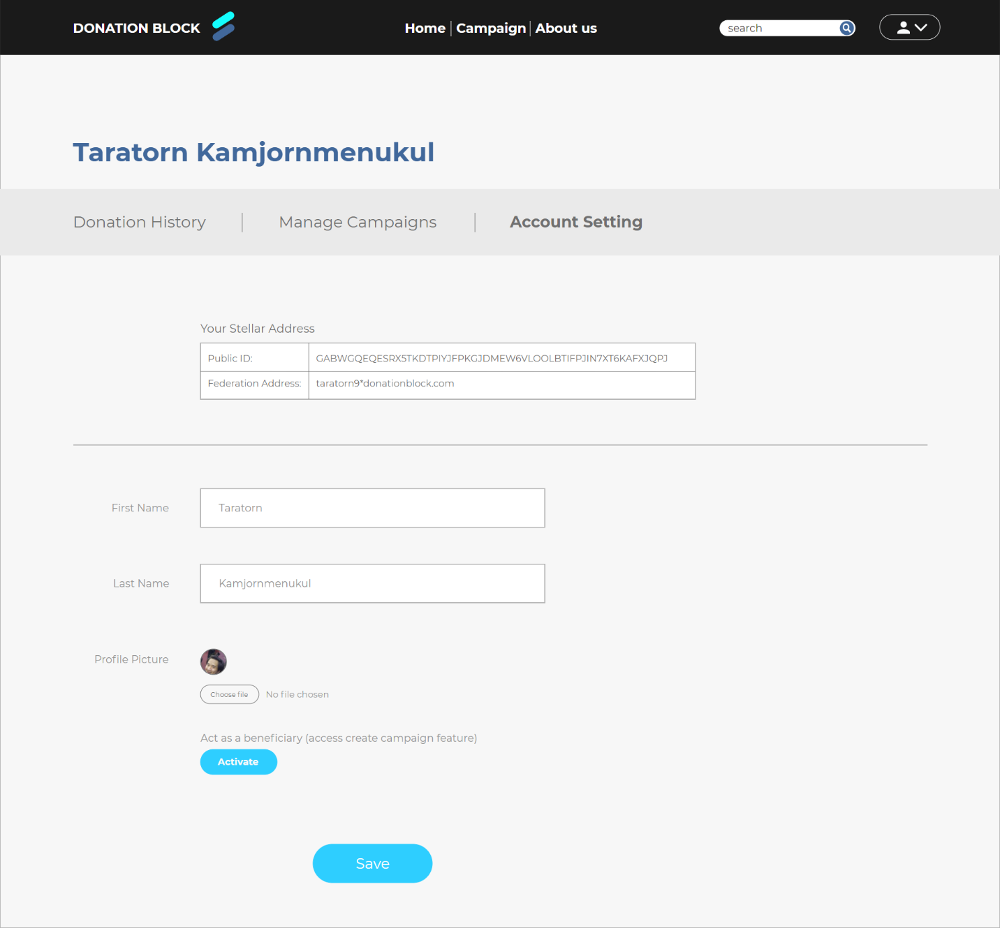 DONATION BLOCK
Home | Campaign | About us
search
Taratorn Kamjornmenukul
Donation History | Manage Campaigns | Account Setting
Your Stellar Address
Public ID: GABWGQEQESRX5TKDTPIYJFPKGJDMEW6VLOOLBTIFPJIN7XT6KAFXJQPJ
Federation Address: taratorn9*donationblock.com
First Name Taratorn
Last Name Kamjornmenukul
Profile Picture
Choose file No file chosen
Act as a beneficiary (access create campaign feature)
Activate
Save